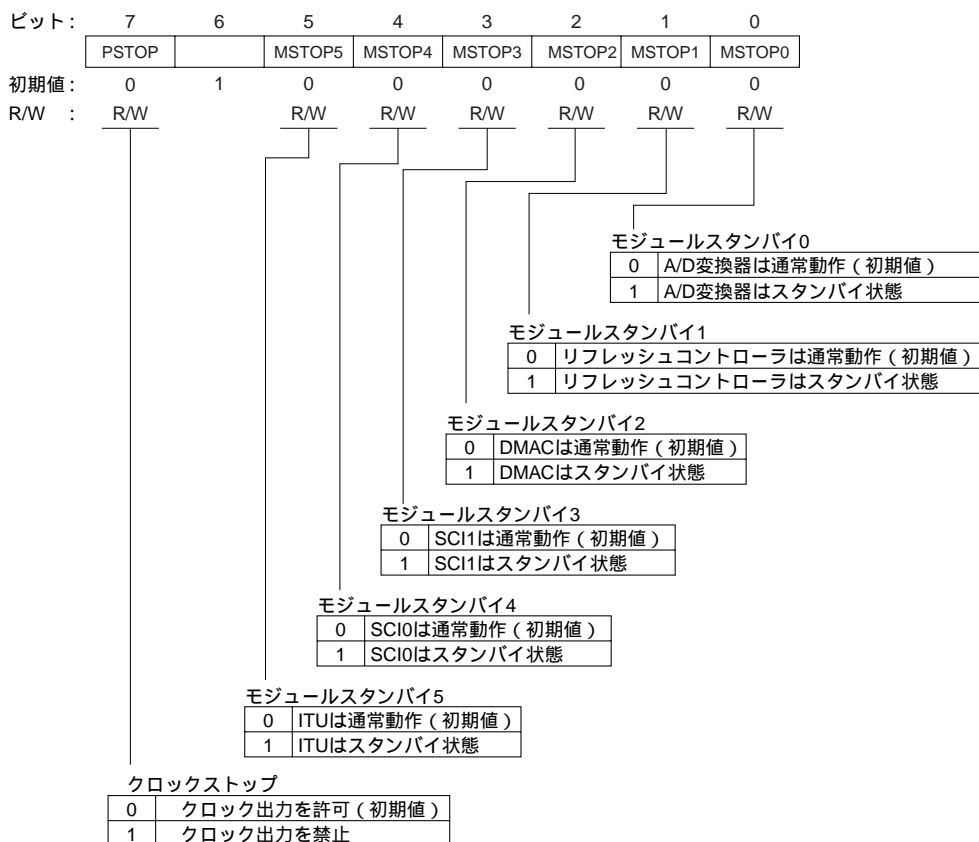 ビット： 7 6 5 4 3 2 1 0
PSTOP MSTOP5 MSTOP4 MSTOP3 MSTOP2 MSTOP1 MSTOP0
初期値： 0 1 0 0 0 0 0 0
R/W ： R/W R/W R/W R/W R/W R/W R/W
モジュールスタンバイ0
0 A/D変換器は通常動作（初期値）
1 A/D変換器はスタンバイ状態
モジュールスタンバイ1
0 リフレッシュコントローラは通常動作（初期値）
1 リフレッシュコントローラはスタンバイ状態
モジュールスタンバイ2
0 DMACは通常動作（初期値）
1 DMACはスタンバイ状態
モジュールスタンバイ3
0 SCI1は通常動作（初期値）
1 SCI1はスタンバイ状態
モジュールスタンバイ4
0 SCI0は通常動作（初期値）
1 SCI0はスタンバイ状態
モジュールスタンバイ5
0 ITUは通常動作（初期値）
1 ITUはスタンバイ状態
クロックストップ
0 クロック出力を許可（初期値）
1 クロック出力を禁止